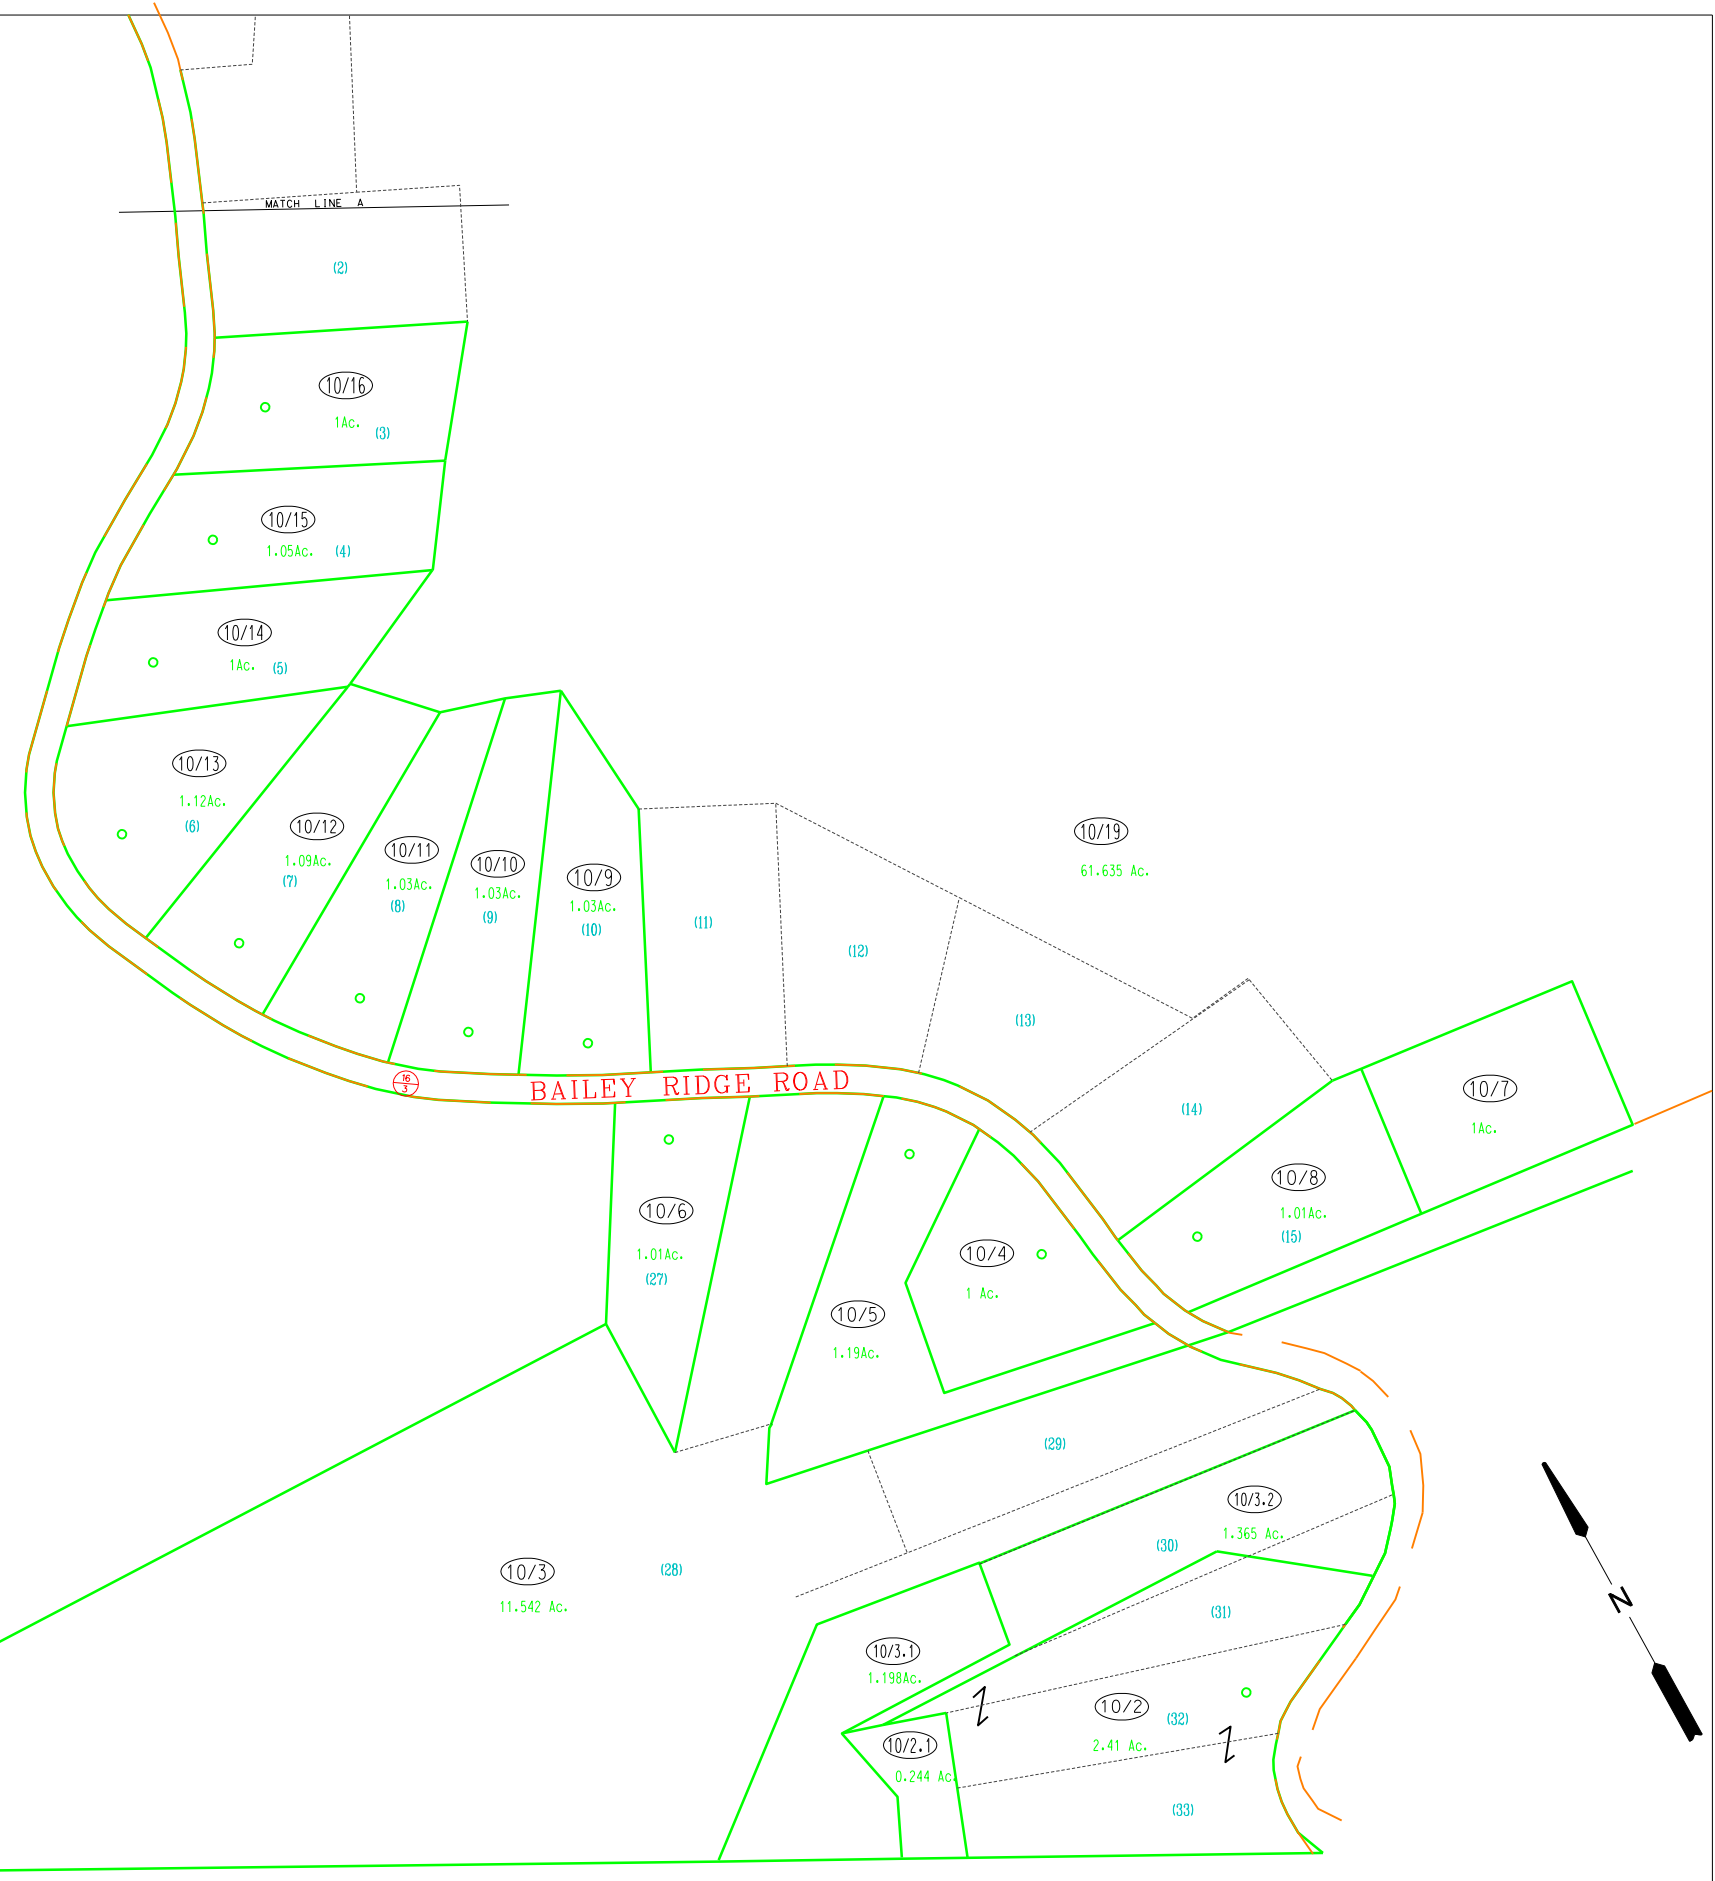 MATCH LINE A
(2)
10/16
1Ac.
(3)
10/15
1.05Ac. (4)
10/14
1Ac. (5)
10/13
1.12Ac.
(6)
10/12
1.09Ac.
(7)
10/11
1.03Ac.
(8)
10/10
1.03Ac.
(9)
10/9
1.03Ac.
(10)
(11)
(12)
(13)
10/19
61.635 Ac.
(14)
10/7
1Ac.
10/8
1.01Ac.
(15)
16
3
BAILEY RIDGE ROAD
10/6
1.01Ac.
(27)
10/5
1.19Ac.
10/4
1 Ac.
(29)
10/3
11.542 Ac.
(28)
10/3.2
1.365 Ac.
(30)
(31)
10/3.1
1.198Ac.
10/2
(32)
2.41 Ac.
10/2.1
0.244 Ac.
(33)
N